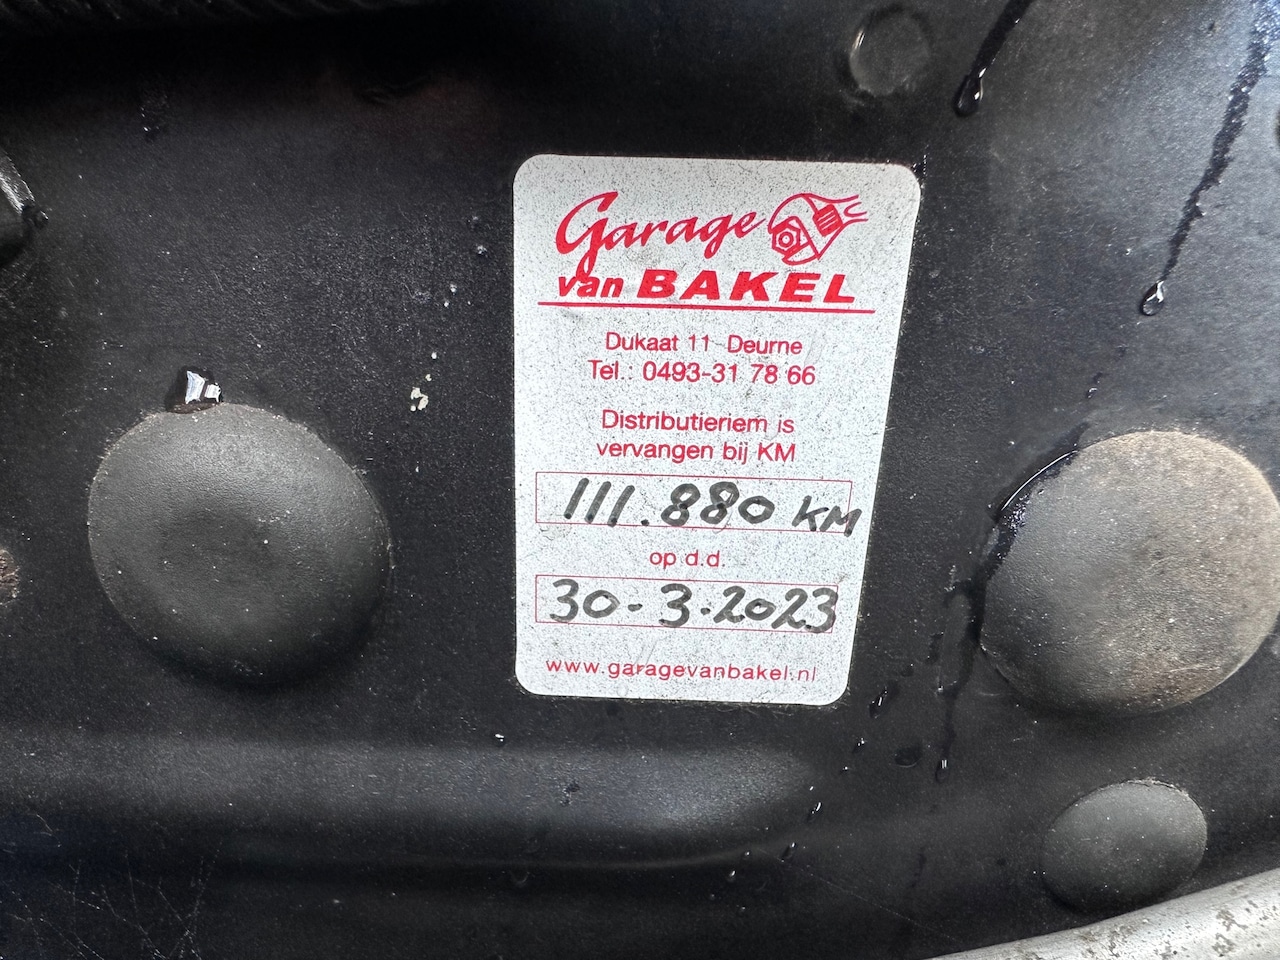 Garage
van BAKEL
Dukaat 11 Deurne
Tel.: 0493-31 78 66
Distributieriem is
vervangen bij KM
111.880 KM
op d.d.
30-3-2023
www.garagevanbakel.nl